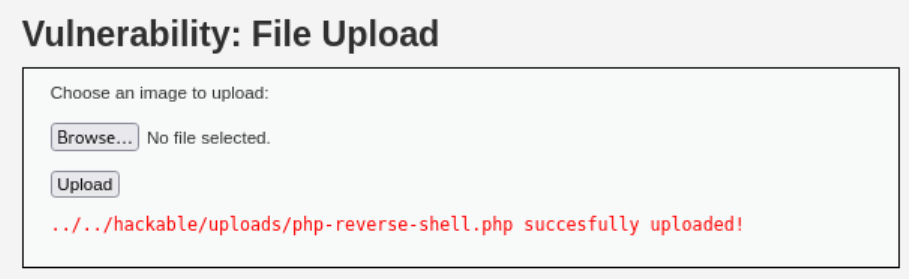 Vulnerability: File Upload
Choose an image to upload:
Browse... No file selected.
Upload
../../hackable/uploads/php-reverse-shell.php succesfully uploaded!